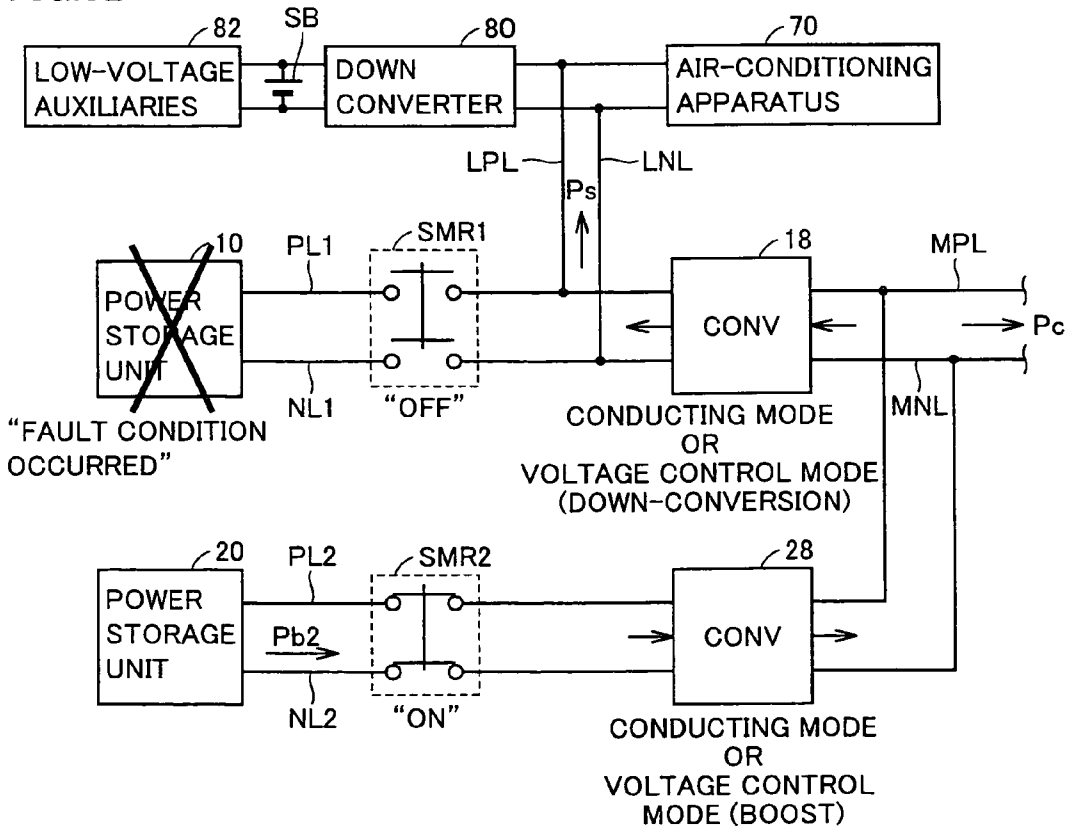 82
SB
80
70
LOW-VOLTAGE
AUXILIARIES
DOWN
CONVERTER
AIR-CONDITIONING
APPARATUS
LPL
LNL
Ps
10
PL1
SMR1
18
MPL
POWER
STORAGE
UNIT
CONV
Pc
NL1
"OFF"
MNL
"FAULT CONDITION
OCCURRED"
CONDUCTING MODE
OR
VOLTAGE CONTROL MODE
(DOWN-CONVERSION)
20
PL2
SMR2
28
POWER
STORAGE
UNIT
Pb2
CONV
NL2
"ON"
CONDUCTING MODE
OR
VOLTAGE CONTROL
MODE (BOOST)